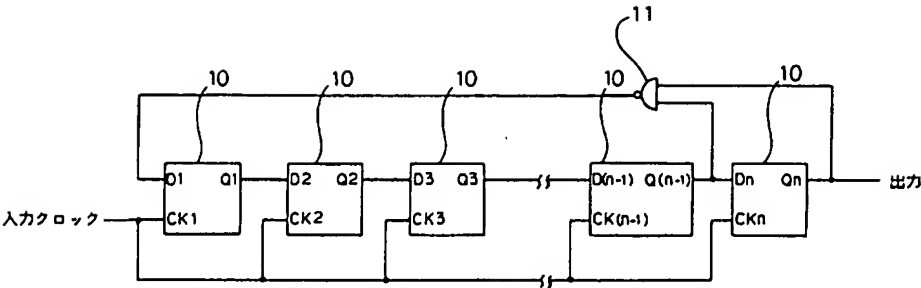 11
10
10
10
10
10
D1 Q1
CK1
D2 Q2
CK2
D3 Q3
CK3
D(n-1) Q(n-1)
CK(n-1)
Dn Qn
CKn
出力
入力クロック